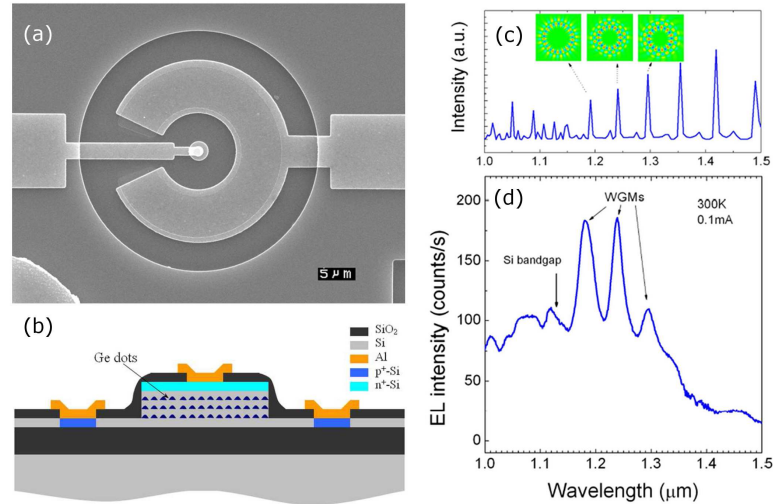 (a)
5 µm
(b)
SiO2
Si
Al
p+-Si
n+-Si
Ge dots
(c)
Intensity (a.u.)
1.0 1.1 1.2 1.3 1.4 1.5
(d)
WGMs
300K
0.1mA
Si bandgap
EL intensity (counts/s)
200
150
100
50
0
1.0 1.1 1.2 1.3 1.4 1.5
Wavelength (µm)